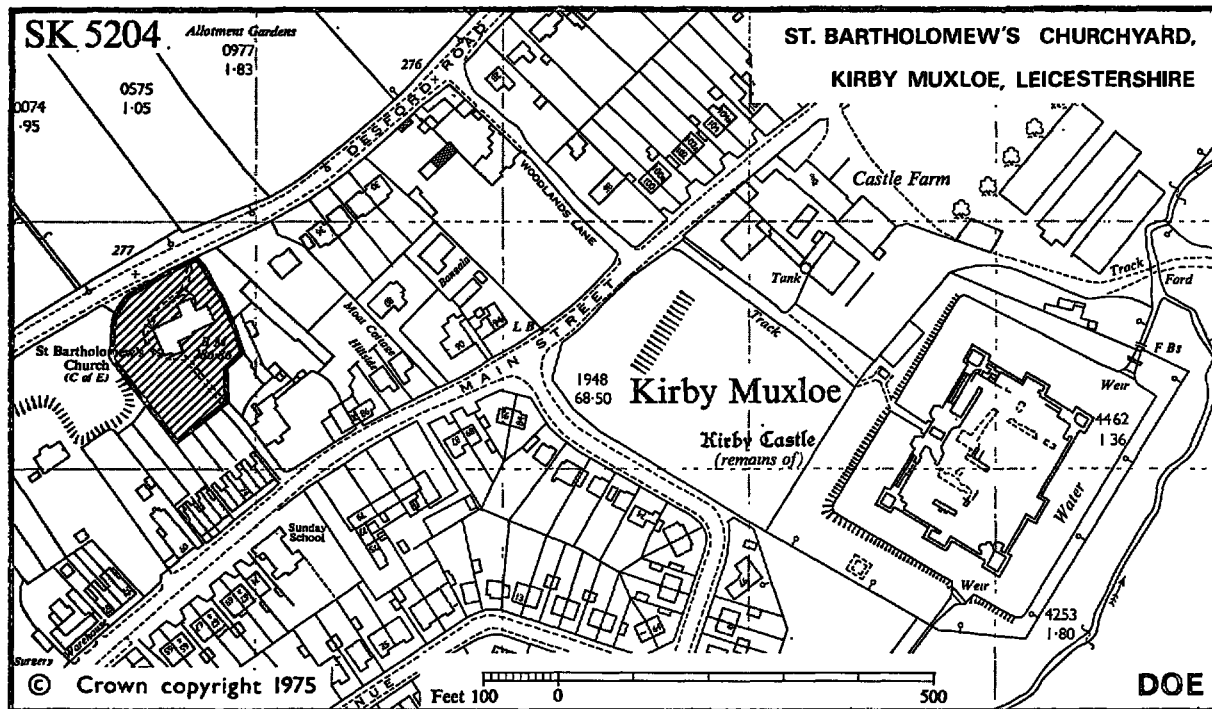 SK 5204
Allotment Gardens
0977
1·83
0575
1·05
0074
·95
276
DESFORD ROAD
ST. BARTHOLOMEW'S CHURCHYARD,
KIRBY MUXLOE, LEICESTERSHIRE
WOODLANDS LANE
Castle Farm
277
Tank
Track
Track
Ford
St Bartholomew's
Church
(C of E)
Moat Cottages
Hillside
L B
MAIN STREET
1948
68·50
Kirby Muxloe
Kirby Castle
(remains of)
F Bs
Weir
4462
1·36
Water
Sunday
School
Weir
4253
1·80
Warehouse
Surgery
© Crown copyright 1975
NUE
Feet 100
0
500
DOE